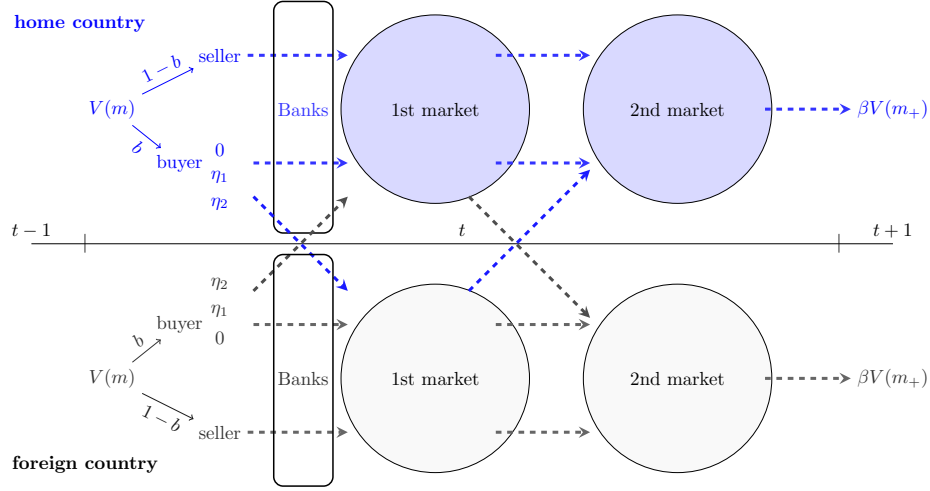 home country
1 − b
seller
V(m)
Banks
1st market
2nd market
βV(m₊)
b
buyer
0
η₁
η₂
t − 1
t
t + 1
η₂
η₁
0
b
buyer
V(m)
Banks
1st market
2nd market
βV(m₊)
1 − b
seller
foreign country